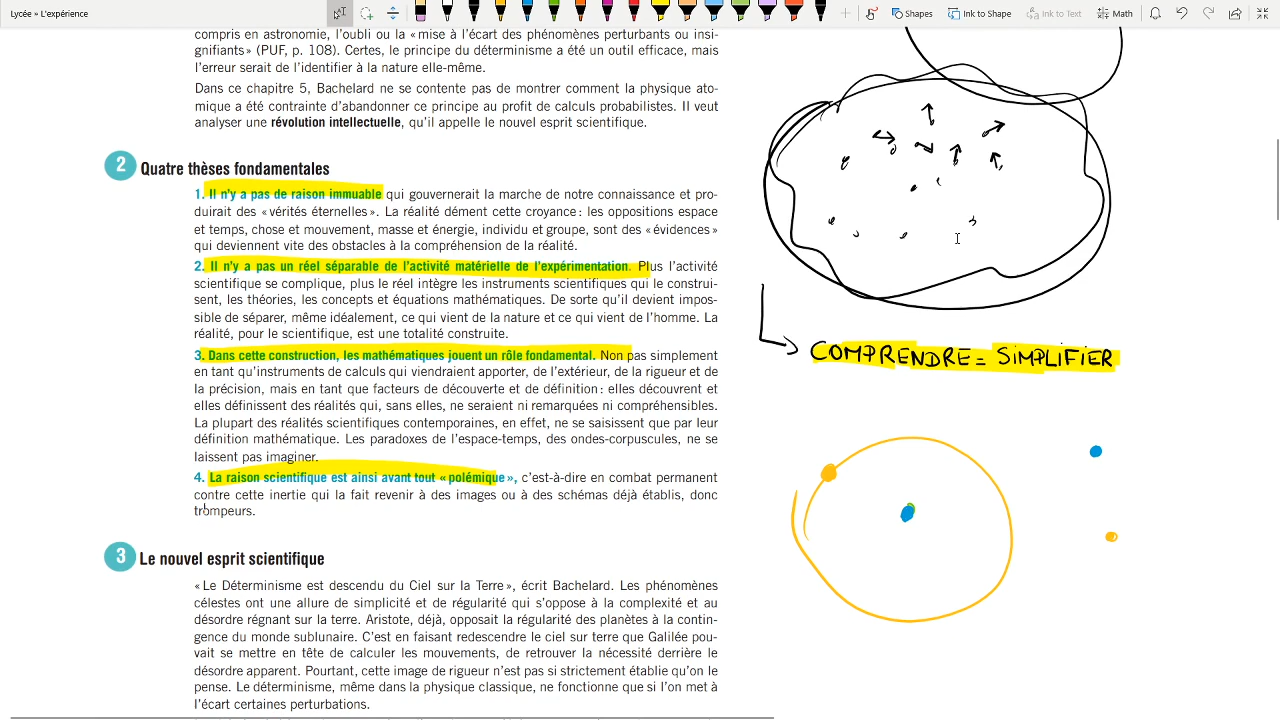 Lycée » L'expérience
Shapes
Ink to Shape
Ink to Text
Math
compris en astronomie, l'oubli ou la « mise à l'écart des phénomènes perturbants ou insi-
gnifiants » (PUF, p. 108). Certes, le principe du déterminisme a été un outil efficace, mais
l'erreur serait de l'identifier à la nature elle-même.
Dans ce chapitre 5, Bachelard ne se contente pas de montrer comment la physique ato-
mique a été contrainte d'abandonner ce principe au profit de calculs probabilistes. Il veut
analyser une révolution intellectuelle, qu'il appelle le nouvel esprit scientifique.
2 Quatre thèses fondamentales
1. Il n'y a pas de raison immuable qui gouvernerait la marche de notre connaissance et pro-
duirait des « vérités éternelles ». La réalité dément cette croyance : les oppositions espace
et temps, chose et mouvement, masse et énergie, individu et groupe, sont des « évidences »
qui deviennent vite des obstacles à la compréhension de la réalité.
2. Il n'y a pas un réel séparable de l'activité matérielle de l'expérimentation. Plus l'activité
scientifique se complique, plus le réel intègre les instruments scientifiques qui le construi-
sent, les théories, les concepts et équations mathématiques. De sorte qu'il devient impos-
sible de séparer, même idéalement, ce qui vient de la nature et ce qui vient de l'homme. La
réalité, pour le scientifique, est une totalité construite.
3. Dans cette construction, les mathématiques jouent un rôle fondamental. Non pas simplement
en tant qu'instruments de calculs qui viendraient apporter, de l'extérieur, de la rigueur et de
la précision, mais en tant que facteurs de découverte et de définition : elles découvrent et
elles définissent des réalités qui, sans elles, ne seraient ni remarquées ni compréhensibles.
La plupart des réalités scientifiques contemporaines, en effet, ne se saisissent que par leur
définition mathématique. Les paradoxes de l'espace-temps, des ondes-corpuscules, ne se
laissent pas imaginer.
4. La raison scientifique est ainsi avant tout « polémique », c'est-à-dire en combat permanent
contre cette inertie qui la fait revenir à des images ou à des schémas déjà établis, donc
trompeurs.
3 Le nouvel esprit scientifique
« Le Déterminisme est descendu du Ciel sur la Terre », écrit Bachelard. Les phénomènes
célestes ont une allure de simplicité et de régularité qui s'oppose à la complexité et au
désordre régnant sur la terre. Aristote, déjà, opposait la régularité des planètes à la contin-
gence du monde sublunaire. C'est en faisant redescendre le ciel sur terre que Galilée pou-
vait se mettre en tête de calculer les mouvements, de retrouver la nécessité derrière le
désordre apparent. Pourtant, cette image de rigueur n'est pas si strictement établie qu'on le
pense. Le déterminisme, même dans la physique classique, ne fonctionne que si l'on met à
l'écart certaines perturbations.
COMPRENDRE = SIMPLIFIER